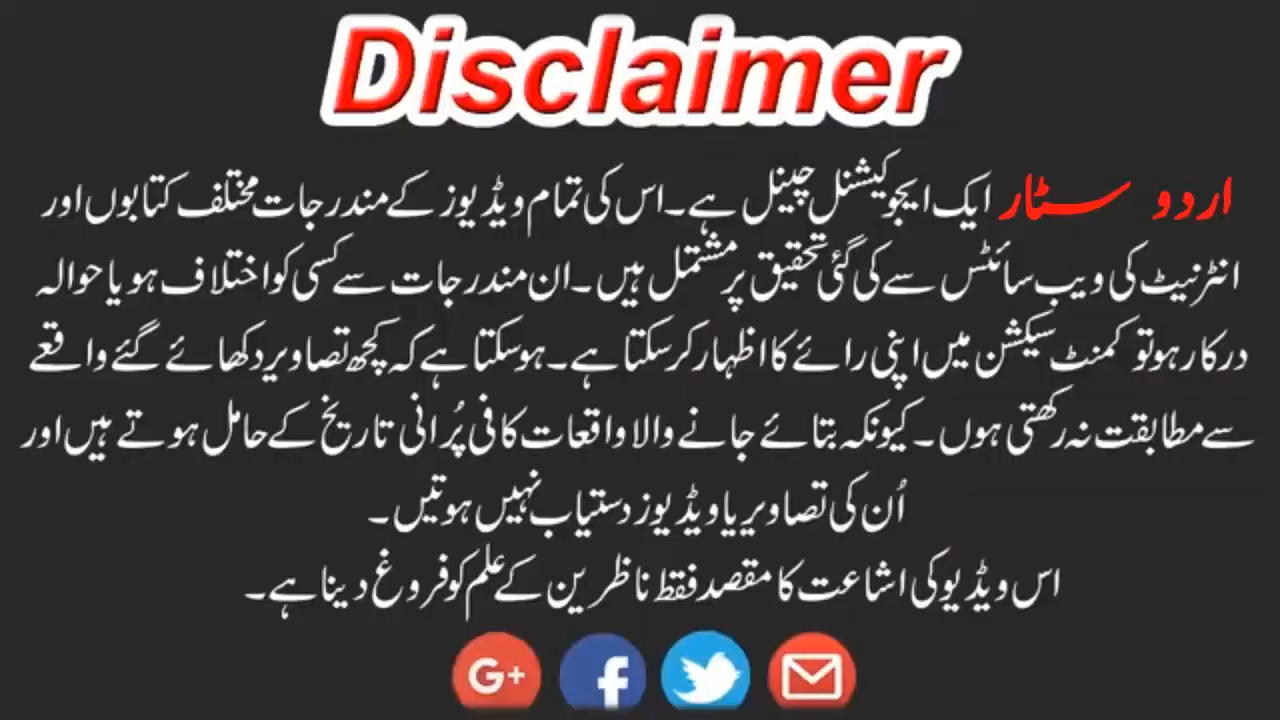 Disclaimer
اردو سٹار ایک ایجوکیشنل چینل ہے۔ اس کی تمام ویڈیوز کے مندرجات مختلف کتابوں اور
انٹرنیٹ کی ویب سائٹس سے کی گئی تحقیق پر مشتمل ہیں۔ ان مندرجات سے کسی کو اختلاف ہو یا حوالہ
درکار ہو تو کمنٹ سیکشن میں اپنی رائے کا اظہار کر سکتا ہے۔ ہو سکتا ہے کہ کچھ تصاویر دکھائے گئے واقعے
سے مطابقت نہ رکھتی ہوں۔ کیونکہ بتائے جانے والا واقعات کافی پُرانی تاریخ کے حامل ہوتے ہیں اور
اُن کی تصاویر یا ویڈیوز دستیاب نہیں ہوتیں۔
اس ویڈیو کی اشاعت کا مقصد فقط ناظرین کے علم کو فروغ دینا ہے۔
G+ f